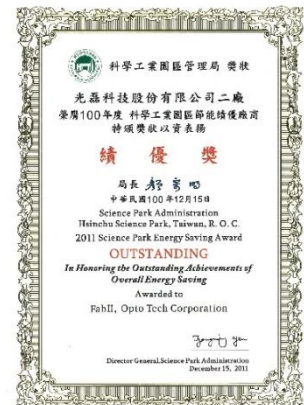 科學工業園區管理局 獎狀
光磊科技股份有限公司二廠
榮膺100年度 科學工業園區節能績優廠商
特頒獎狀以資表揚
績 優 獎
局長
中華民國100年12月15日
Science Park Administration
Hsinchu Science Park, Taiwan, R. O. C.
2011 Science Park Energy Saving Award
OUTSTANDING
In Honoring the Outstanding Achievements of
Overall Energy Saving
Awarded to
FabII, Opto Tech Corporation
Director General, Science Park Administration
December 15, 2011